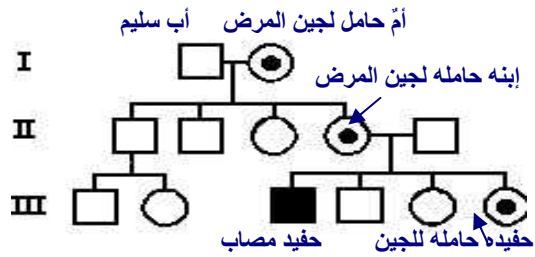 أمٌ حامل لجين المرض أب سليم
I
إبنه حامله لجين المرض
II
III
حفيده حامله للجين حفيد مصاب